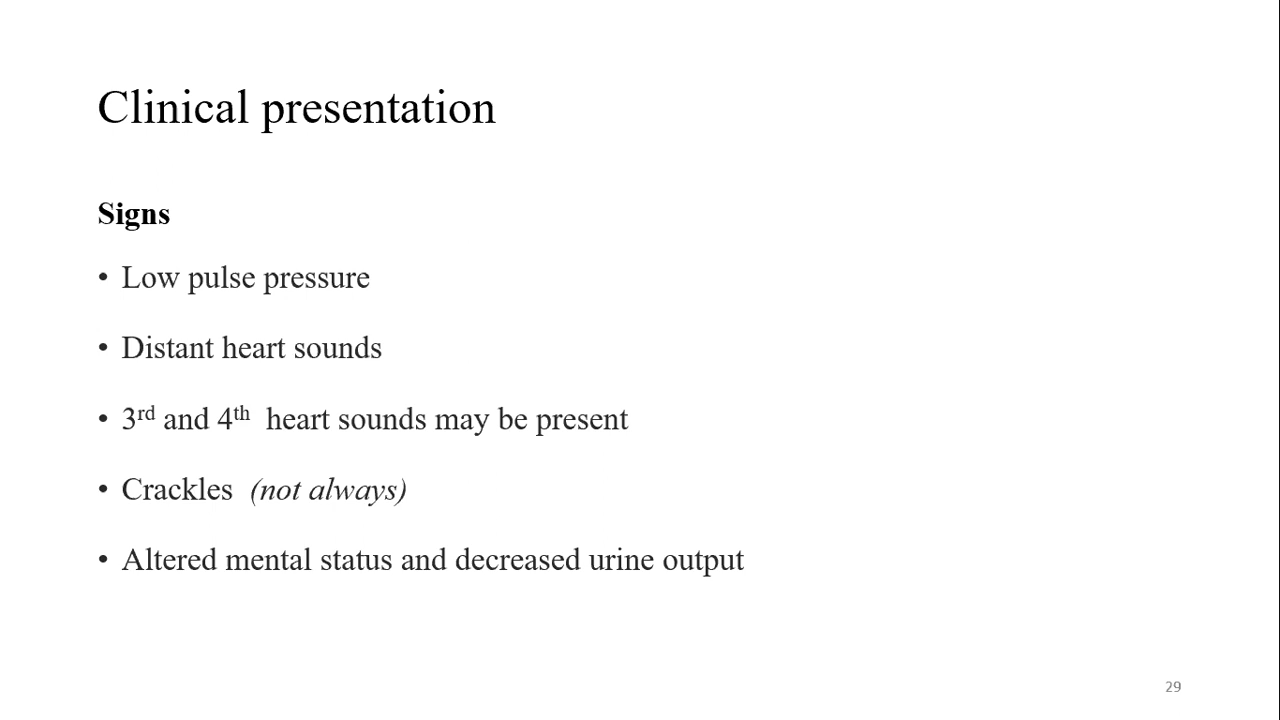 Clinical presentation
Signs
• Low pulse pressure
• Distant heart sounds
• 3rd and 4th heart sounds may be present
• Crackles (not always)
• Altered mental status and decreased urine output
29